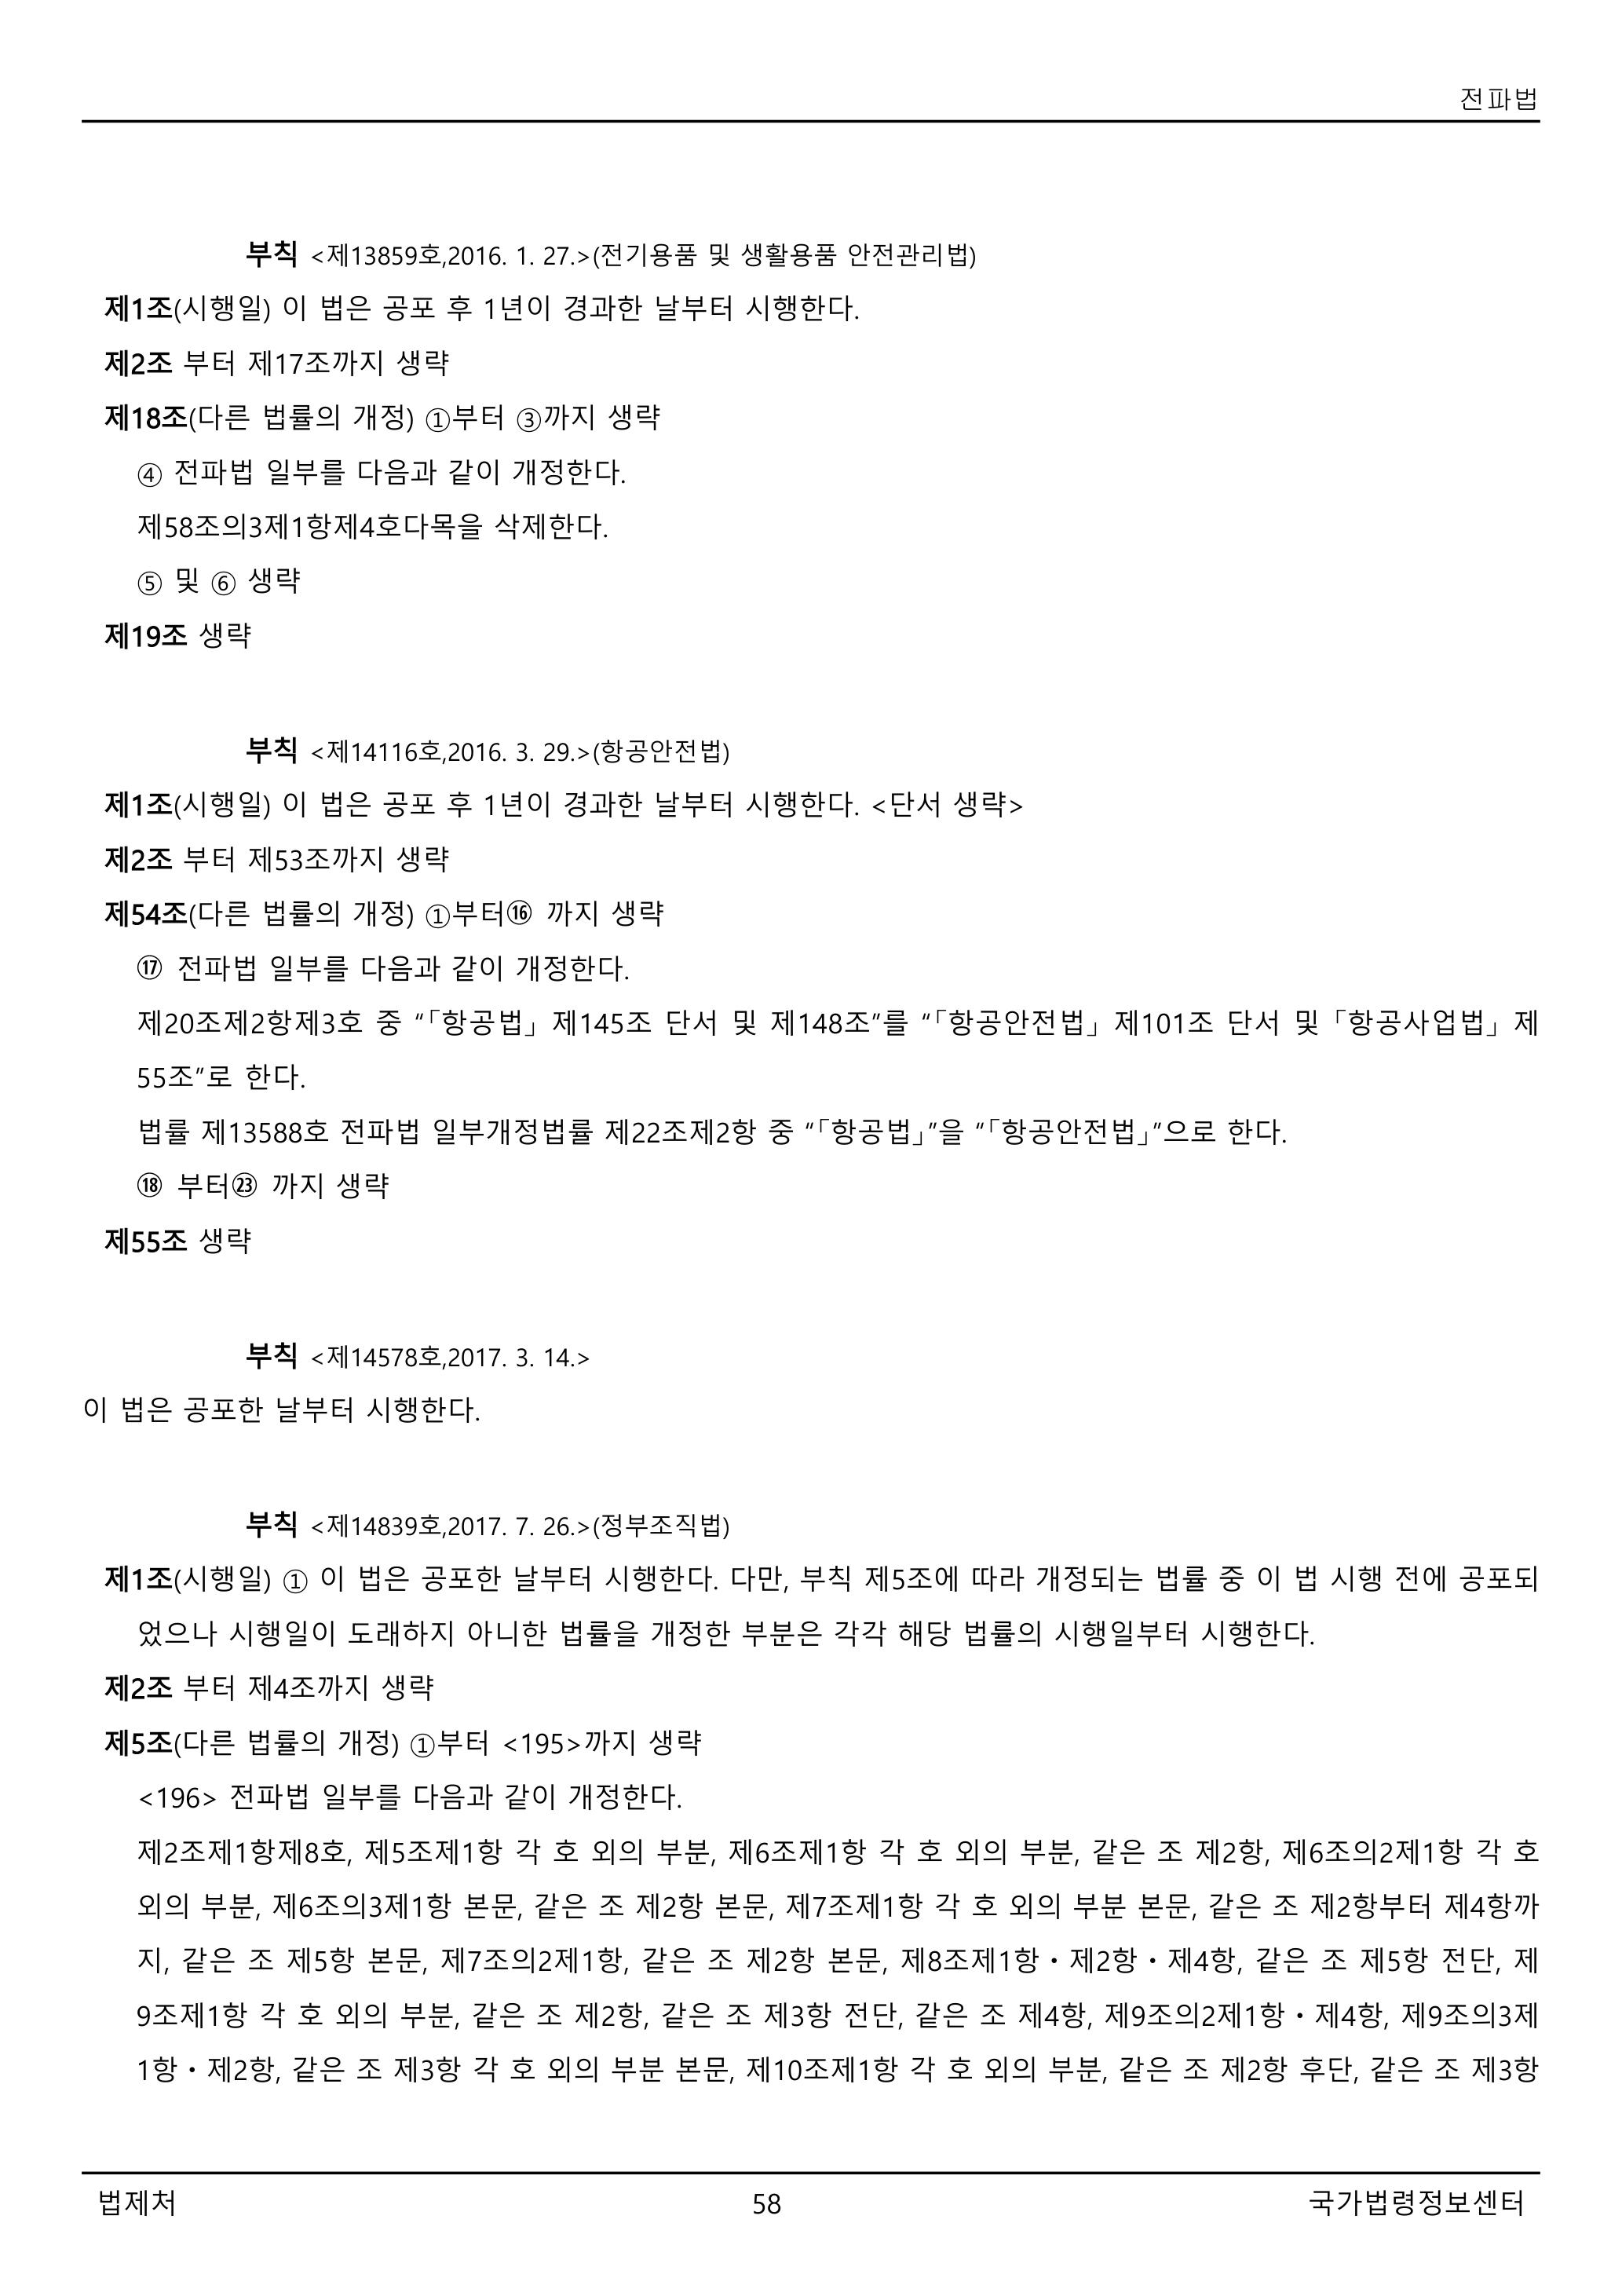 전파법
부칙 <제13859호,2016. 1. 27.>(전기용품 및 생활용품 안전관리법)
제1조(시행일) 이 법은 공포 후 1년이 경과한 날부터 시행한다.
제2조 부터 제17조까지 생략
제18조(다른 법률의 개정) ①부터 ③까지 생략
④ 전파법 일부를 다음과 같이 개정한다.
제58조의3제1항제4호다목을 삭제한다.
⑤ 및 ⑥ 생략
제19조 생략
부칙 <제14116호,2016. 3. 29.>(항공안전법)
제1조(시행일) 이 법은 공포 후 1년이 경과한 날부터 시행한다. <단서 생략>
제2조 부터 제53조까지 생략
제54조(다른 법률의 개정) ①부터⑯ 까지 생략
⑰ 전파법 일부를 다음과 같이 개정한다.
제20조제2항제3호 중 “「항공법」 제145조 단서 및 제148조”를 “「항공안전법」 제101조 단서 및 「항공사업법」 제
55조”로 한다.
법률 제13588호 전파법 일부개정법률 제22조제2항 중 “「항공법」”을 “「항공안전법」”으로 한다.
⑱ 부터㉓ 까지 생략
제55조 생략
부칙 <제14578호,2017. 3. 14.>
이 법은 공포한 날부터 시행한다.
부칙 <제14839호,2017. 7. 26.>(정부조직법)
제1조(시행일) ① 이 법은 공포한 날부터 시행한다. 다만, 부칙 제5조에 따라 개정되는 법률 중 이 법 시행 전에 공포되
었으나 시행일이 도래하지 아니한 법률을 개정한 부분은 각각 해당 법률의 시행일부터 시행한다.
제2조 부터 제4조까지 생략
제5조(다른 법률의 개정) ①부터 <195>까지 생략
<196> 전파법 일부를 다음과 같이 개정한다.
제2조제1항제8호, 제5조제1항 각 호 외의 부분, 제6조제1항 각 호 외의 부분, 같은 조 제2항, 제6조의2제1항 각 호
외의 부분, 제6조의3제1항 본문, 같은 조 제2항 본문, 제7조제1항 각 호 외의 부분 본문, 같은 조 제2항부터 제4항까
지, 같은 조 제5항 본문, 제7조의2제1항, 같은 조 제2항 본문, 제8조제1항ㆍ제2항ㆍ제4항, 같은 조 제5항 전단, 제
9조제1항 각 호 외의 부분, 같은 조 제2항, 같은 조 제3항 전단, 같은 조 제4항, 제9조의2제1항ㆍ제4항, 제9조의3제
1항ㆍ제2항, 같은 조 제3항 각 호 외의 부분 본문, 제10조제1항 각 호 외의 부분, 같은 조 제2항 후단, 같은 조 제3항
법제처 58 국가법령정보센터